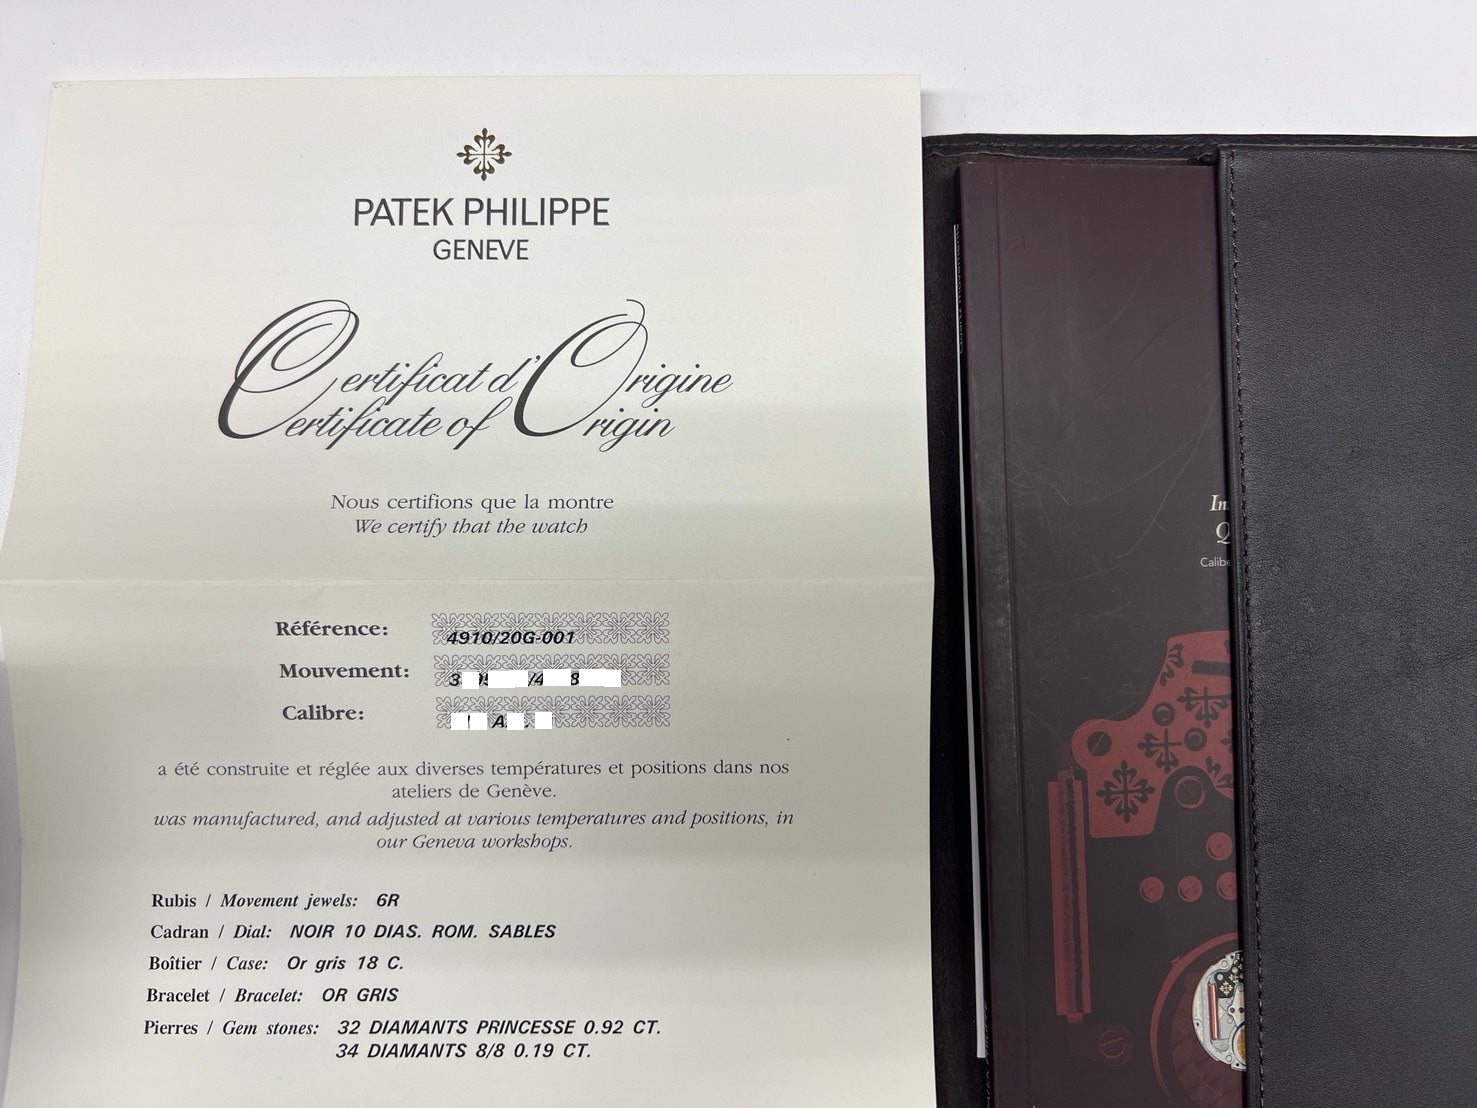 PATEK PHILIPPE
GENEVE
Certificat d'Origine
Certificate of Origin
Nous certifions que la montre
We certify that the watch
Référence: 4910/20G-001
Mouvement:
Calibre:
a été construite et réglée aux diverses températures et positions dans nos
ateliers de Genève.
was manufactured, and adjusted at various temperatures and positions, in
our Geneva workshops.
Rubis / Movement jewels: 6R
Cadran / Dial: NOIR 10 DIAS. ROM. SABLES
Boîtier / Case: Or gris 18 C.
Bracelet / Bracelet: OR GRIS
Pierres / Gem stones: 32 DIAMANTS PRINCESSE 0.92 CT.
34 DIAMANTS 8/8 0.19 CT.